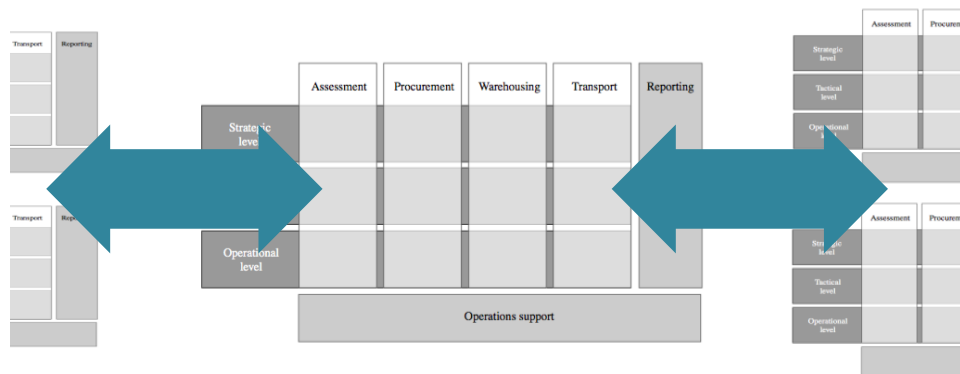 Transport
Reporting
Transport
Assessment
Procurement
Warehousing
Transport
Reporting
Strategic
level
Operational
level
Operations support
Assessment
Strategic
level
Tactical
level
Operational
level
Assessment
Strategic
level
Tactical
level
Operational
level